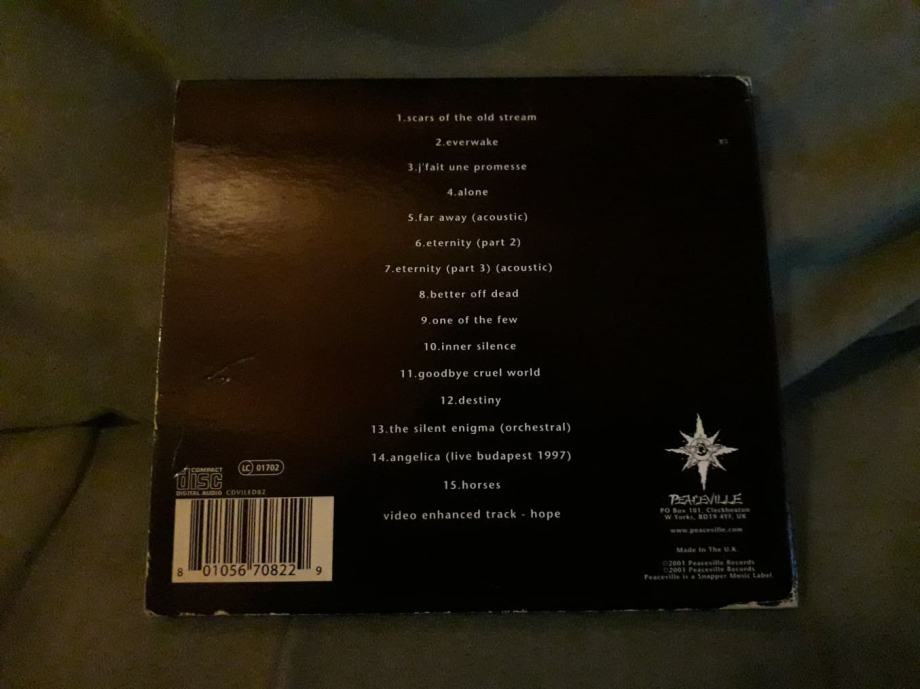 1.scars of the old stream
2.everwake
3.j'fait une promesse
4.alone
5.far away (acoustic)
6.eternity (part 2)
7.eternity (part 3) (acoustic)
8.better off dead
9.one of the few
10.inner silence
11.goodbye cruel world
12.destiny
13.the silent enigma (orchestral)
14.angelica (live budapest 1997)
15.horses
video enhanced track - hope
COMPACT
disc
DIGITAL AUDIO
LC 01702
CDVILED82
8 01056 70822 9
PEACEVILLE
PO Box 101, Cleckheaton
W Yorks, BD19 4YF, UK
www.peaceville.com
Made In The U.K.
©2001 Peaceville Records
℗2001 Peaceville Records
Peaceville is a Snapper Music Label